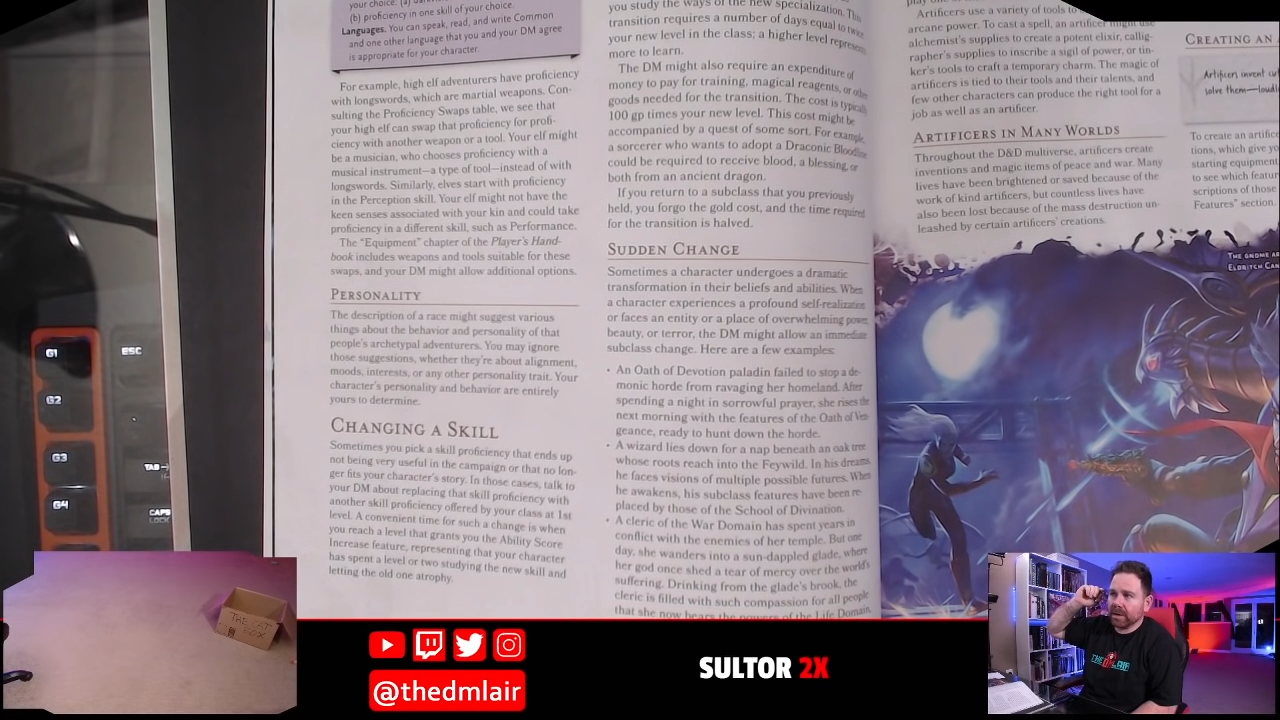 your choice: (a)
(b) proficiency in one skill of your choice.
Languages. You can speak, read, and write Common
and one other language that you and your DM agree
is appropriate for your character.
For example, high elf adventurers have proficiency
with longswords, which are martial weapons. Con-
sulting the Proficiency Swaps table, we see that
your high elf can swap that proficiency for profi-
ciency with another weapon or a tool. Your elf might
be a musician, who chooses proficiency with a
musical instrument—a type of tool—instead of with
longswords. Similarly, elves start with proficiency
in the Perception skill. Your elf might not have the
keen senses associated with your kin and could take
proficiency in a different skill, such as Performance.
The "Equipment" chapter of the Player's Hand-
book includes weapons and tools suitable for these
swaps, and your DM might allow additional options.
PERSONALITY
The description of a race might suggest various
things about the behavior and personality of that
people's archetypal adventurers. You may ignore
those suggestions, whether they're about alignment,
moods, interests, or any other personality trait. Your
character's personality and behavior are entirely
yours to determine.
CHANGING A SKILL
Sometimes you pick a skill proficiency that ends up
not being very useful in the campaign or that no lon-
ger fits your character's story. In those cases, talk to
your DM about replacing that skill proficiency with
another skill proficiency offered by your class at 1st
level. A convenient time for such a change is when
you reach a level that grants you the Ability Score
Increase feature, representing that your character
has spent a level or two studying the new skill and
letting the old one atrophy.
you study the ways of the new specialization. This
transition requires a number of days equal to twice
your new level in the class; a higher level represents
more to learn.
The DM might also require an expenditure of
money to pay for training, magical reagents, or other
goods needed for the transition. The cost is typically
100 gp times your new level. This cost might be
accompanied by a quest of some sort. For example,
a sorcerer who wants to adopt a Draconic Bloodline
could be required to receive blood, a blessing, or
both from an ancient dragon.
If you return to a subclass that you previously
held, you forgo the gold cost, and the time required
for the transition is halved.
SUDDEN CHANGE
Sometimes a character undergoes a dramatic
transformation in their beliefs and abilities. When
a character experiences a profound self-realization
or faces an entity or a place of overwhelming power,
beauty, or terror, the DM might allow an immediate
subclass change. Here are a few examples:
• An Oath of Devotion paladin failed to stop a de-
monic horde from ravaging her homeland. After
spending a night in sorrowful prayer, she rises the
next morning with the features of the Oath of Ven-
geance, ready to hunt down the horde.
• A wizard lies down for a nap beneath an oak tree
whose roots reach into the Feywild. In his dreams,
he faces visions of multiple possible futures. When
he awakens, his subclass features have been re-
placed by those of the School of Divination.
• A cleric of the War Domain has spent years in
conflict with the enemies of her temple. But one
day, she wanders into a sun-dappled glade, where
her god once shed a tear of mercy over the world's
suffering. Drinking from the glade's brook, the
cleric is filled with such compassion for all people
that she now bears the powers of the Life Domain,
Artificers use a variety of tools to
arcane power. To cast a spell, an artificer might use
alchemist's supplies to create a potent elixir, callig-
rapher's supplies to inscribe a sigil of power, or tin-
ker's tools to craft a temporary charm. The magic of
artificers is tied to their tools and their talents, and
few other characters can produce the right tool for a
job as well as an artificer.
ARTIFICERS IN MANY WORLDS
Throughout the D&D multiverse, artificers create
inventions and magic items of peace and war. Many
lives have been brightened or saved because of the
work of kind artificers, but countless lives have
also been lost because of the mass destruction un-
leashed by certain artificers' creations.
CREATING AN
Artificers invent
solve them—
To create an
tions, which give
starting equipment
to see which
scriptions of those
Features" section.
THE GNOME
ELDRITCH
G1
ESC
G2
G3
TAB
G4
CAPS
LOCK
THE CAT
BOX
@thedmlair
SULTOR 2X
THE DM LAIR